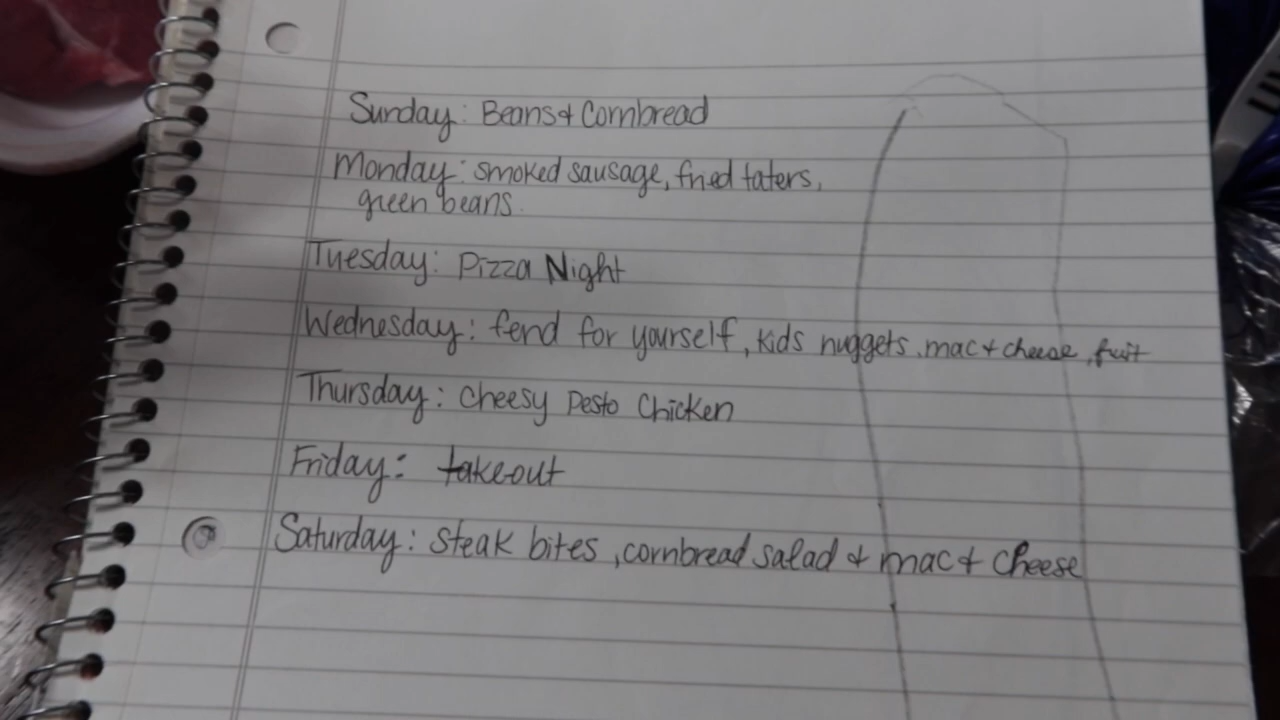 Sunday: Beans & Cornbread
Monday: smoked sausage, fried taters,
green beans.
Tuesday: Pizza Night
Wednesday: fend for yourself, kids nuggets, mac & cheese, fruit
Thursday: Cheesy Pesto Chicken
Friday: takeout
Saturday: steak bites, cornbread salad & mac & cheese